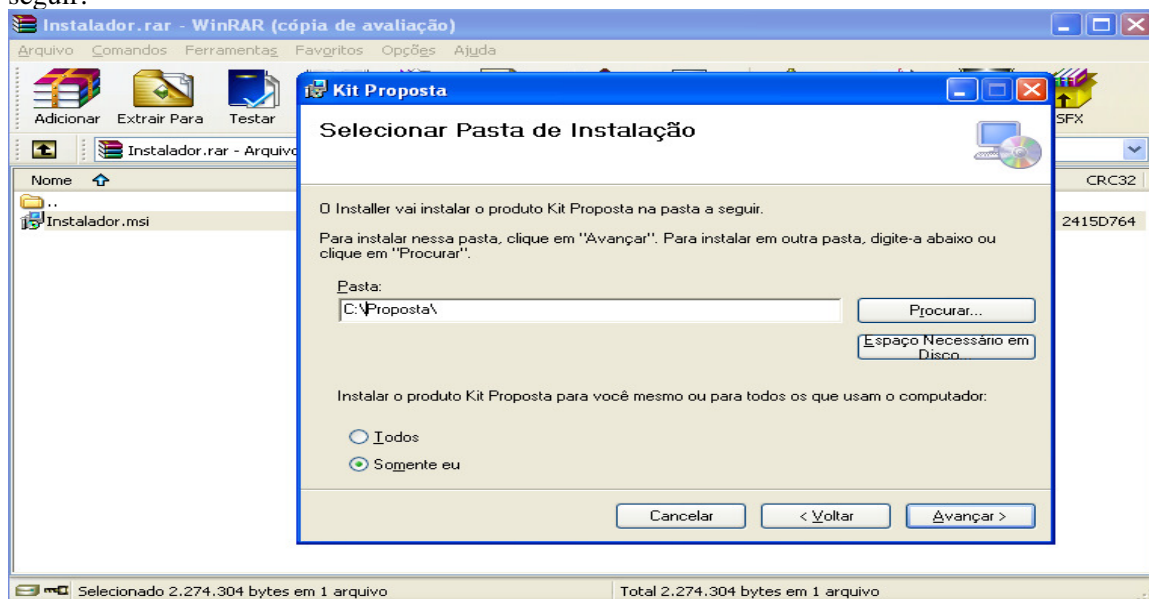 seguir:
Instalador.rar - WinRAR (cópia de avaliação)
Arquivo Comandos Ferramentas Favoritos Opções Ajuda
Adicionar Extrair Para Testar SFX
Instalador.rar - Arquivo
Nome CRC32
..
Instalador.msi 2415D764
Kit Proposta
Selecionar Pasta de Instalação
O Installer vai instalar o produto Kit Proposta na pasta a seguir.
Para instalar nessa pasta, clique em "Avançar". Para instalar em outra pasta, digite-a abaixo ou
clique em "Procurar".
Pasta:
C:\Proposta\
Procurar...
Espaço Necessário em
Disco...
Instalar o produto Kit Proposta para você mesmo ou para todos os que usam o computador:
Todos
Somente eu
Cancelar < Voltar Avançar >
Selecionado 2.274.304 bytes em 1 arquivo Total 2.274.304 bytes em 1 arquivo